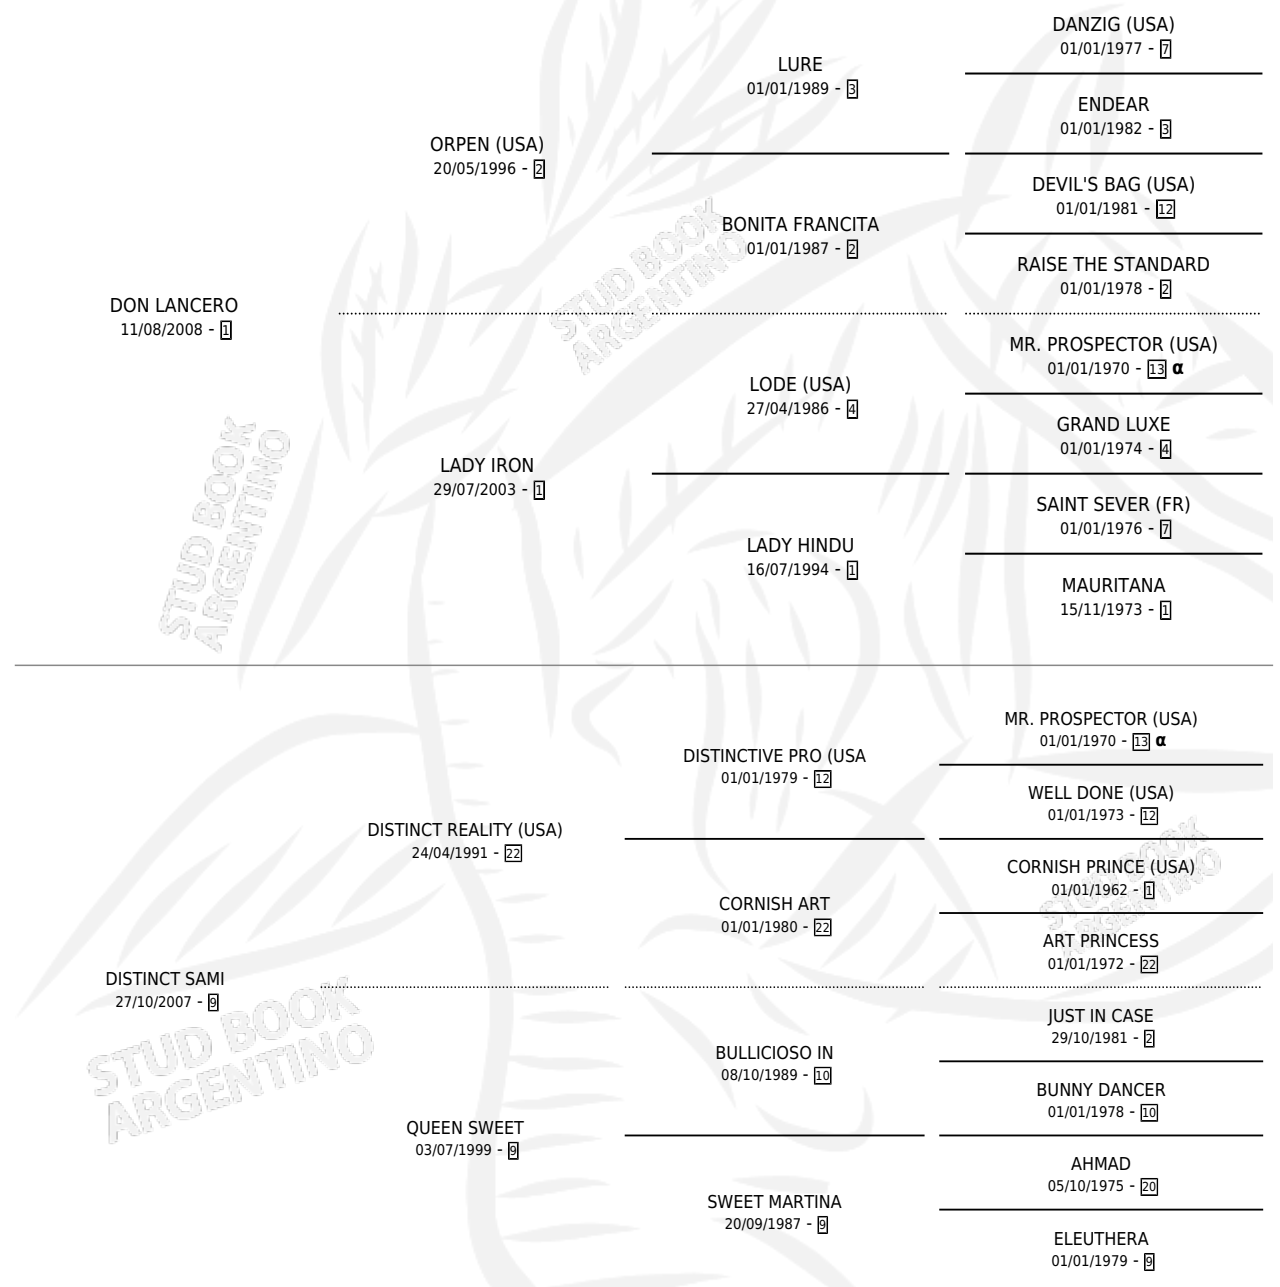 DANZIG (USA)
01/01/1977 - 7
LURE
01/01/1989 - 3
ENDEAR
01/01/1982 - 3
ORPEN (USA)
20/05/1996 - 2
DEVIL'S BAG (USA)
01/01/1981 - 12
BONITA FRANCITA
01/01/1987 - 2
RAISE THE STANDARD
01/01/1978 - 2
DON LANCERO
11/08/2008 - 1
MR. PROSPECTOR (USA)
01/01/1970 - 13 α
LODE (USA)
27/04/1986 - 4
GRAND LUXE
01/01/1974 - 4
LADY IRON
29/07/2003 - 1
SAINT SEVER (FR)
01/01/1976 - 7
LADY HINDU
16/07/1994 - 1
MAURITANA
15/11/1973 - 1
MR. PROSPECTOR (USA)
01/01/1970 - 13 α
DISTINCTIVE PRO (USA
01/01/1979 - 12
WELL DONE (USA)
01/01/1973 - 12
DISTINCT REALITY (USA)
24/04/1991 - 22
CORNISH PRINCE (USA)
01/01/1962 - 1
CORNISH ART
01/01/1980 - 22
ART PRINCESS
01/01/1972 - 22
DISTINCT SAMI
27/10/2007 - 9
JUST IN CASE
29/10/1981 - 2
BULLICIOSO IN
08/10/1989 - 10
BUNNY DANCER
01/01/1978 - 10
QUEEN SWEET
03/07/1999 - 9
AHMAD
05/10/1975 - 20
SWEET MARTINA
20/09/1987 - 9
ELEUTHERA
01/01/1979 - 9
STUD BOOK
ARGENTINO
STUD BOOK
ARGENTINO
STUD BOOK
ARGENTINO
STUD BOOK
ARGENTINO